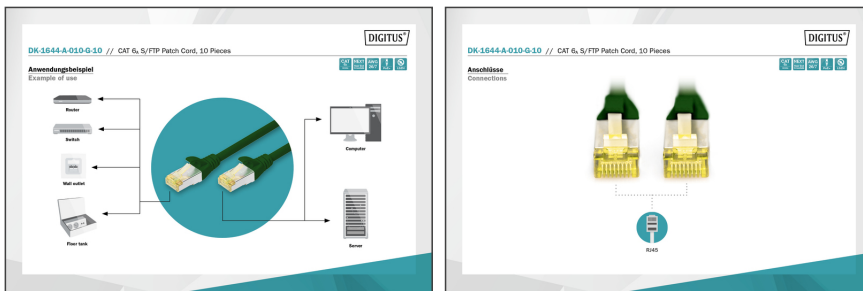 DIGITUS®
DK-1644-A-010-G-10 // CAT 6A S/FTP Patch Cord, 10 Pieces
Anwendungsbeispiel
Example of use
Router
Switch
Wall outlet
Floor tank
Computer
Server
DIGITUS®
DK-1644-A-010-G-10 // CAT 6A S/FTP Patch Cord, 10 Pieces
Anschlüsse
Connections
RJ45